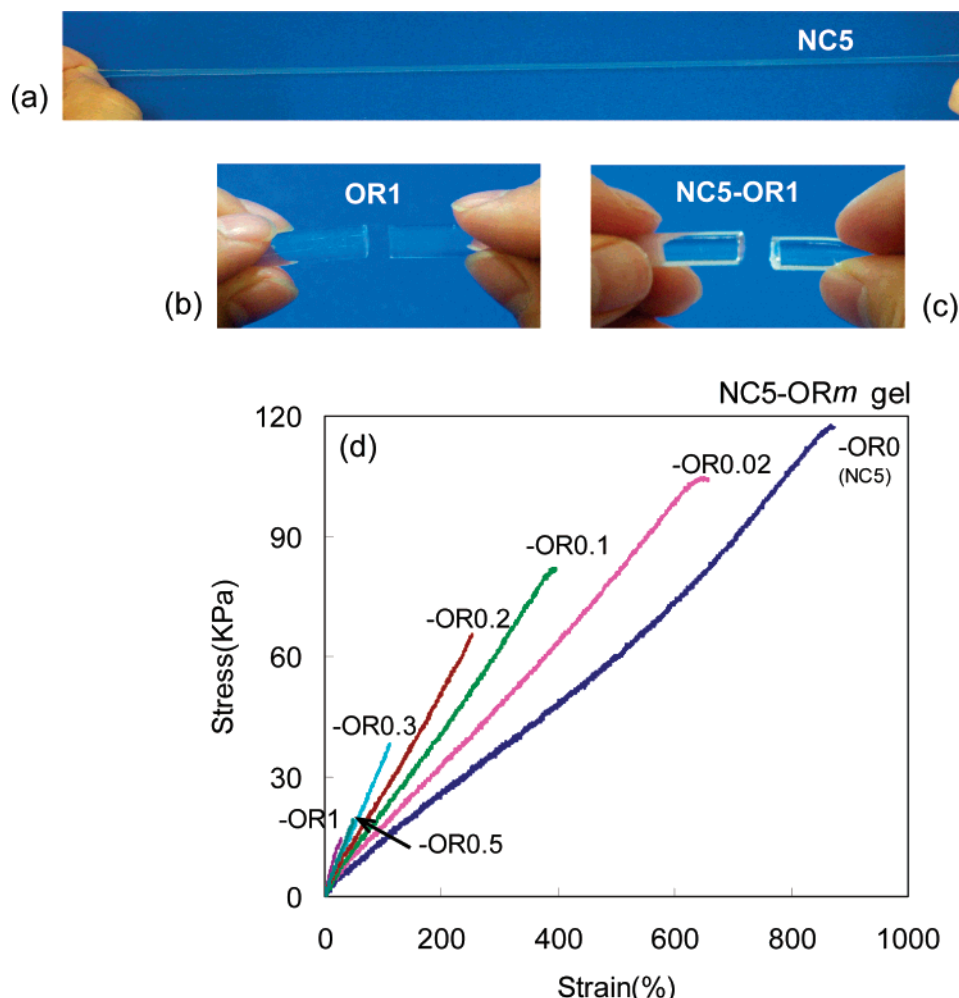 NC5
(a)
OR1
NC5-OR1
(b)
(c)
NC5-ORm gel
120
(d)
-OR0
(NC5)
-OR0.02
90
-OR0.1
Stress(KPa)
-OR0.2
60
-OR0.3
30
-OR1
-OR0.5
0
0 200 400 600 800 1000
Strain(%)